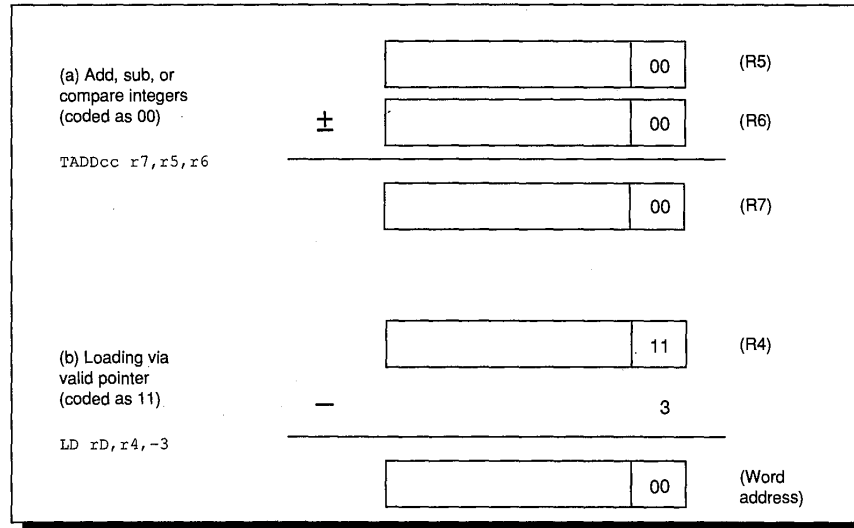 (a) Add, sub, or
compare integers
(coded as 00)
TADDcc r7,r5,r6
00 (R5)
± 00 (R6)
00 (R7)
(b) Loading via
valid pointer
(coded as 11)
LD rD,r4,-3
11 (R4)
− 3
00 (Word
address)